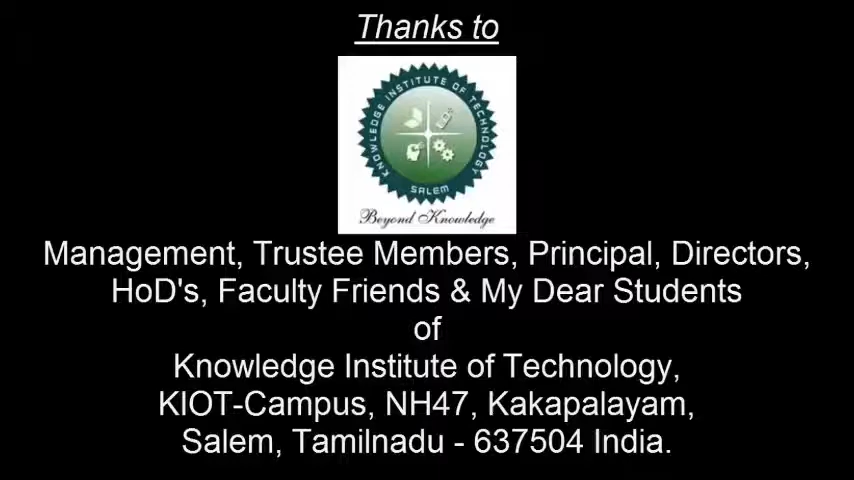 Thanks to
KNOWLEDGE INSTITUTE OF TECHNOLOGY
SALEM
Beyond Knowledge
Management, Trustee Members, Principal, Directors,
HoD's, Faculty Friends & My Dear Students
of
Knowledge Institute of Technology,
KIOT-Campus, NH47, Kakapalayam,
Salem, Tamilnadu - 637504 India.